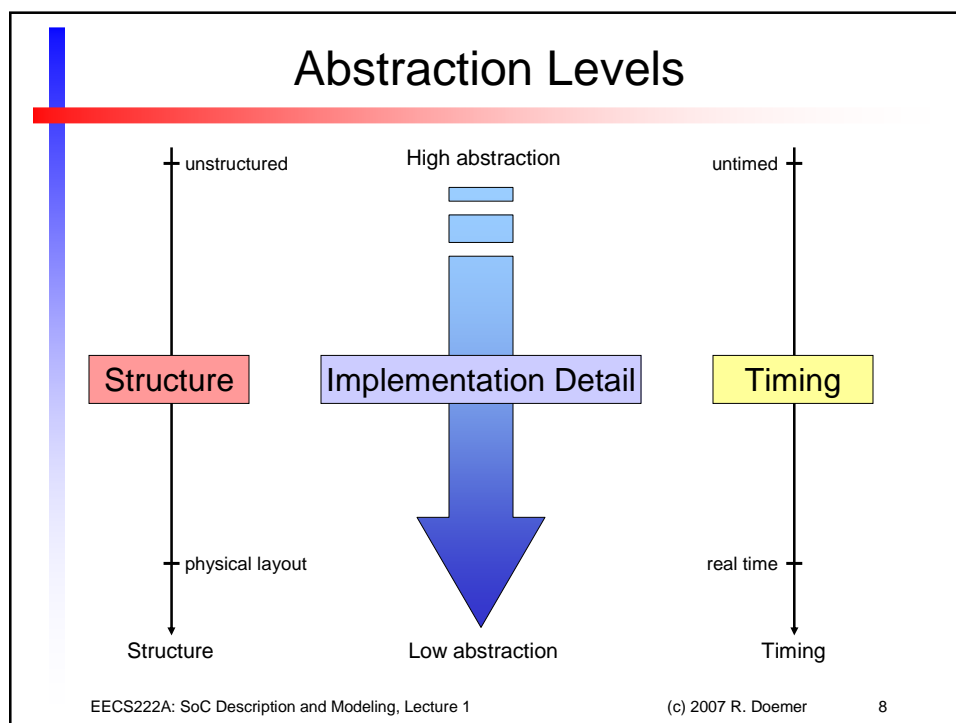 Abstraction Levels
unstructured
High abstraction
untimed
Structure
Implementation Detail
Timing
physical layout
real time
Structure
Low abstraction
Timing
EECS222A: SoC Description and Modeling, Lecture 1
(c) 2007 R. Doemer
8